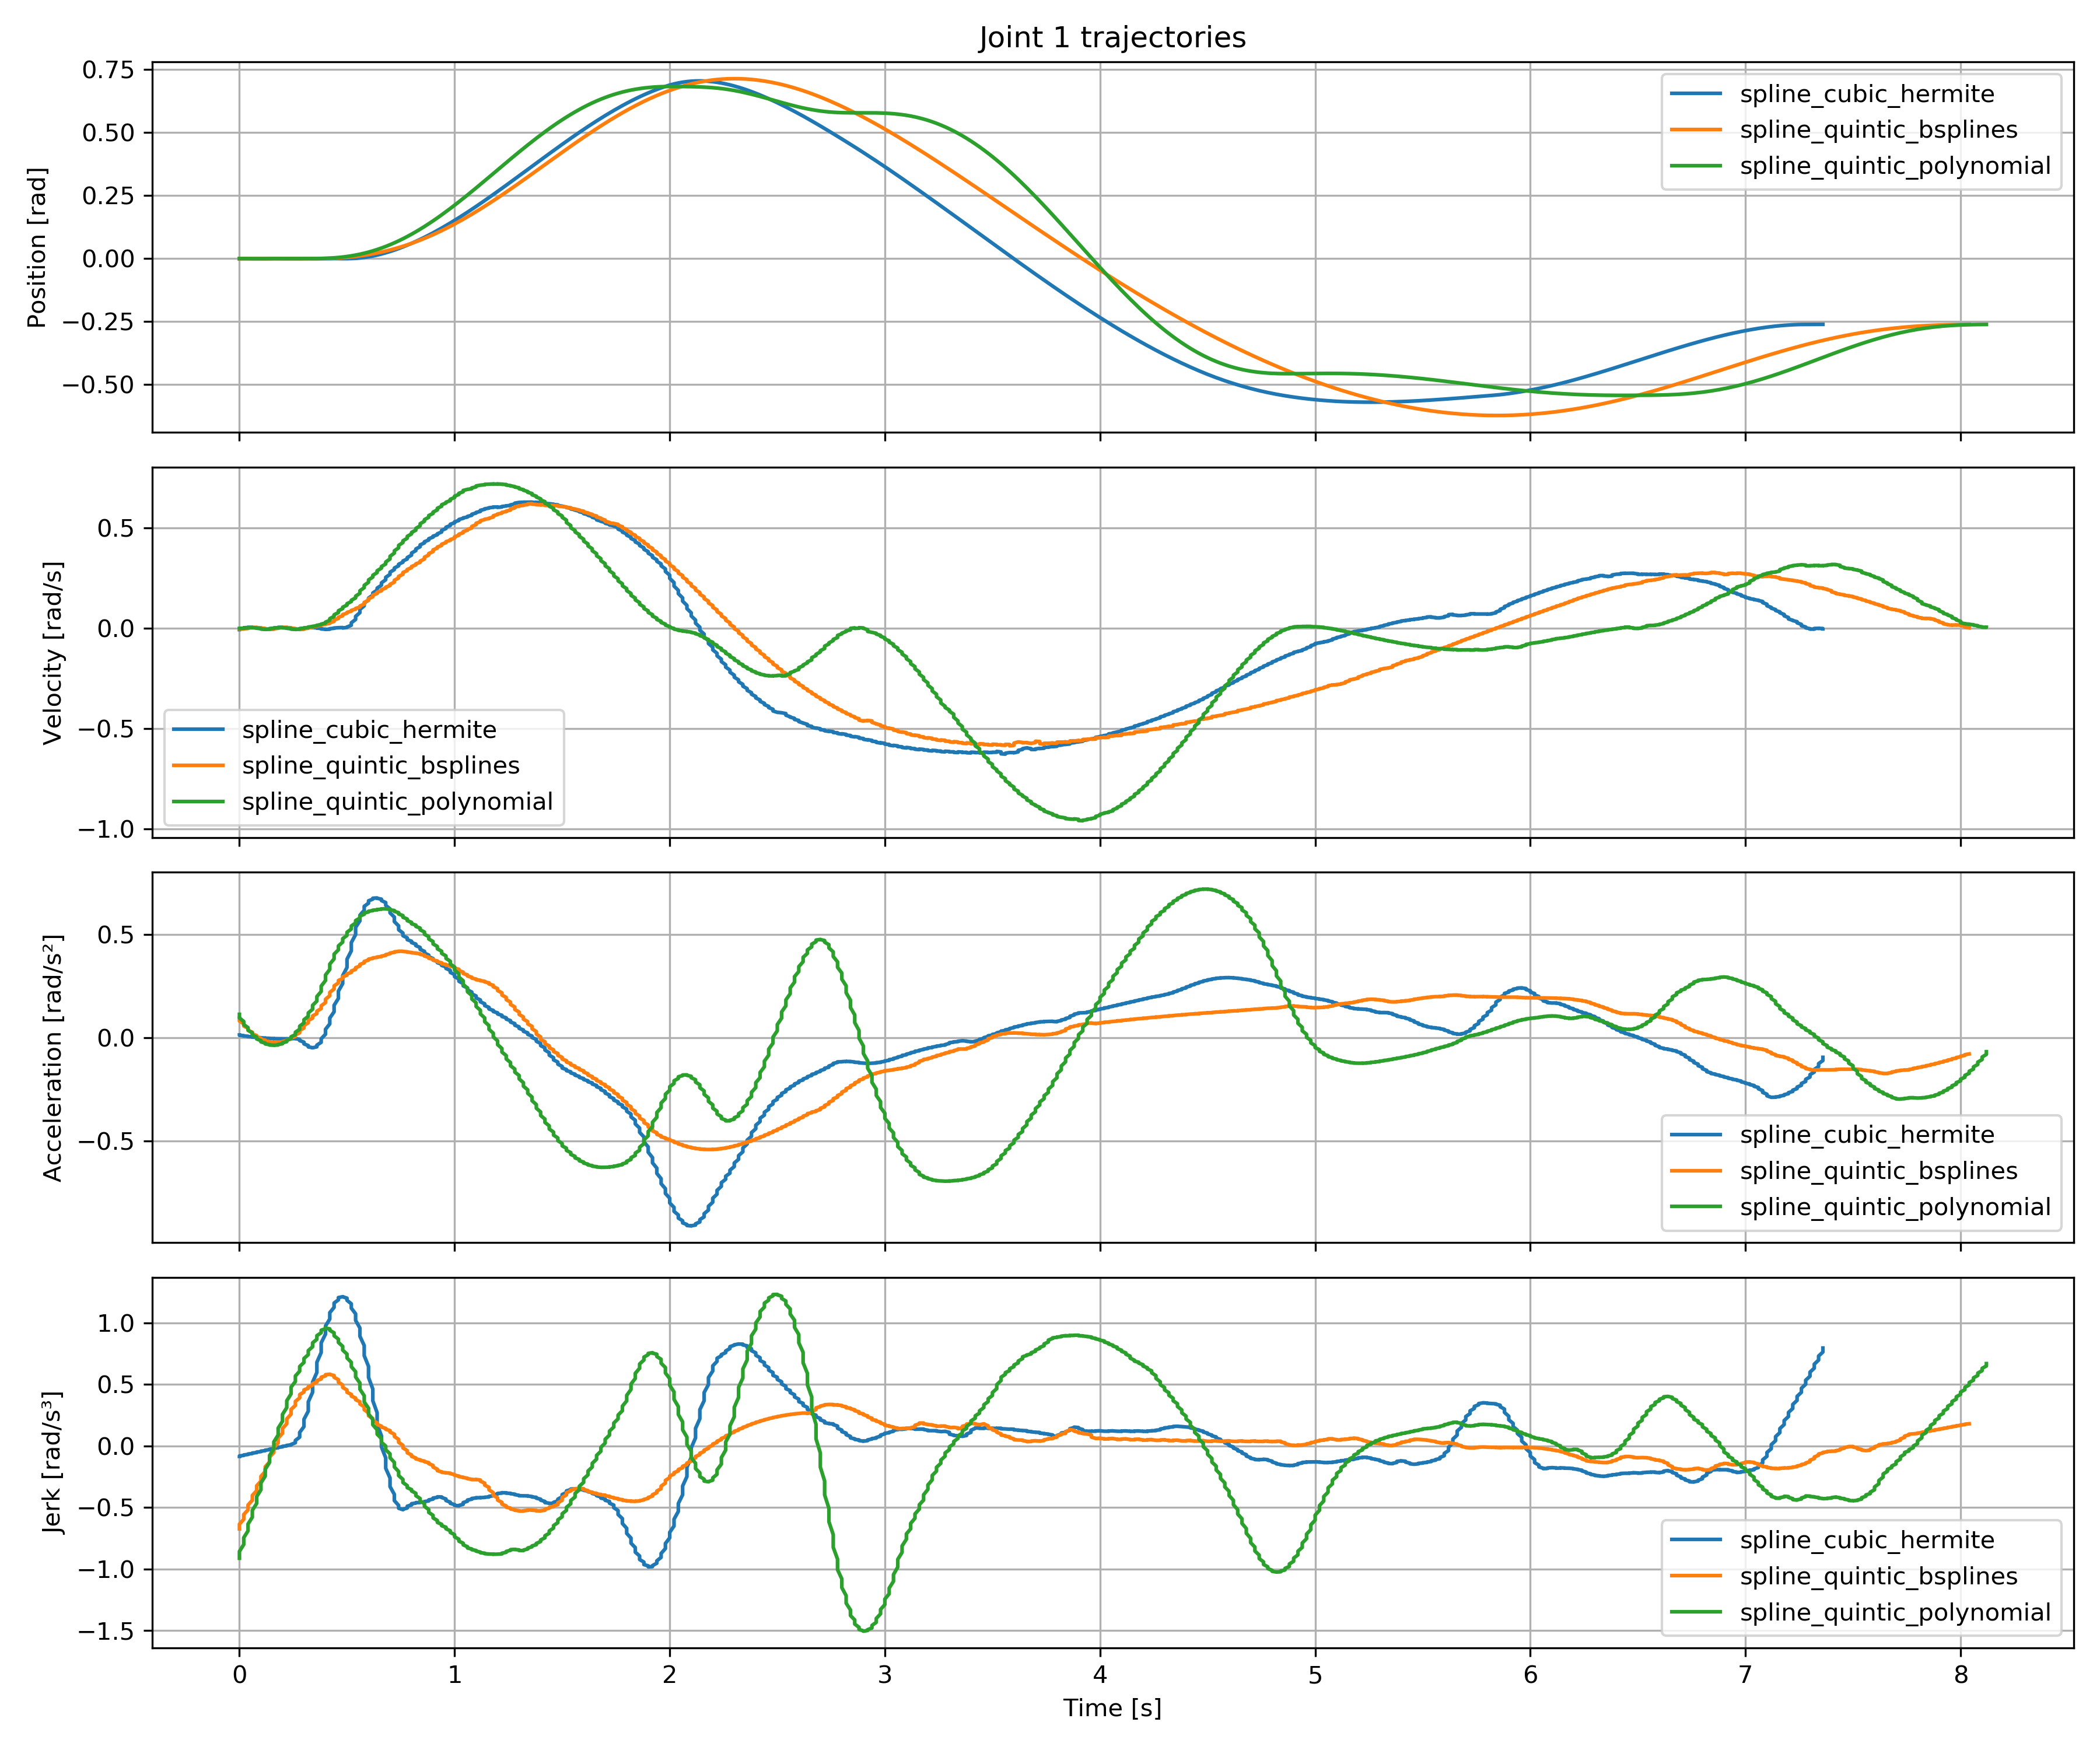 Joint 1 trajectories
0.75
0.50
0.25
0.00
−0.25
−0.50
Position [rad]
spline_cubic_hermite
spline_quintic_bsplines
spline_quintic_polynomial
0.5
0.0
−0.5
−1.0
Velocity [rad/s]
spline_cubic_hermite
spline_quintic_bsplines
spline_quintic_polynomial
0.5
0.0
−0.5
Acceleration [rad/s²]
spline_cubic_hermite
spline_quintic_bsplines
spline_quintic_polynomial
1.0
0.5
0.0
−0.5
−1.0
−1.5
Jerk [rad/s³]
spline_cubic_hermite
spline_quintic_bsplines
spline_quintic_polynomial
0 1 2 3 4 5 6 7 8
Time [s]